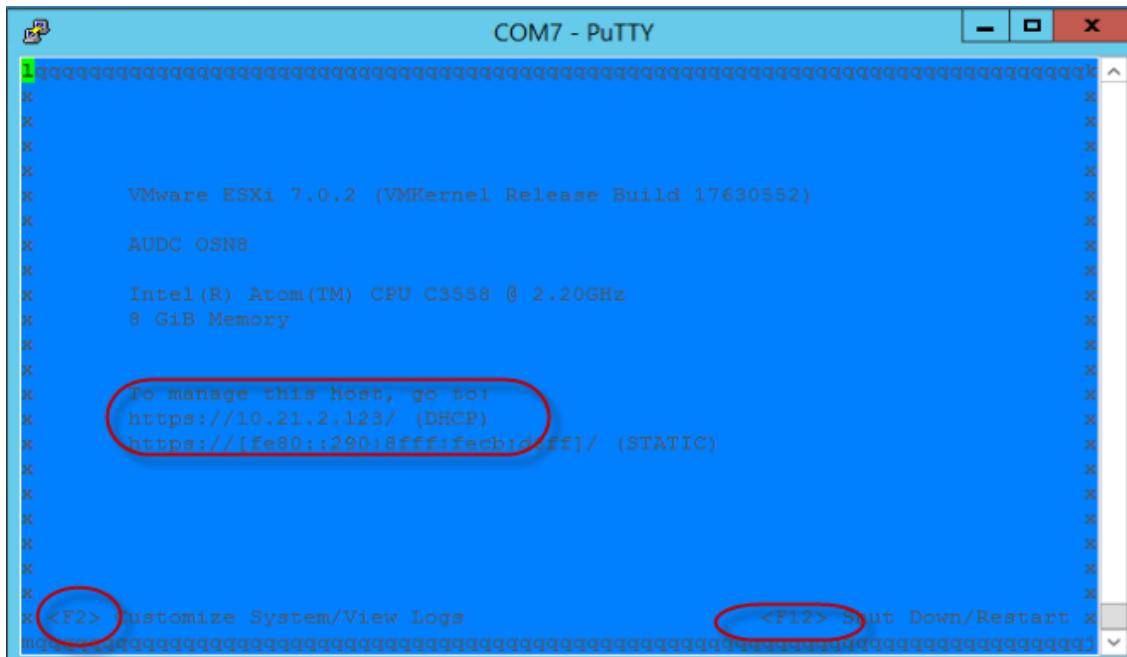 COM7 - PuTTY
lqqqqqqqqqqqqqqqqqqqqqqqqqqqqqqqqqqqqqqqqqqqqqqqqqqqqqqqqqqqqqqqqqqqqqqqqqqqqqqk
x x
x x
x x
x x
x VMware ESXi 7.0.2 (VMKernel Release Build 17630552) x
x x
x AUDC OSN8 x
x x
x Intel(R) Atom(TM) CPU C3558 @ 2.20GHz x
x 8 GiB Memory x
x x
x x
x To manage this host, go to: x
x https://10.21.2.123/ (DHCP) x
x (STATIC) x
x x
x x
x x
x x
x x
x x
x <F2> Customize System/View Logs <F12> Shut Down/Restart x
mqqqqqqqqqqqqqqqqqqqqqqqqqqqqqqqqqqqqqqqqqqqqqqqqqqqqqqqqqqqqqqqqqqqqqqqqqqqqqqj